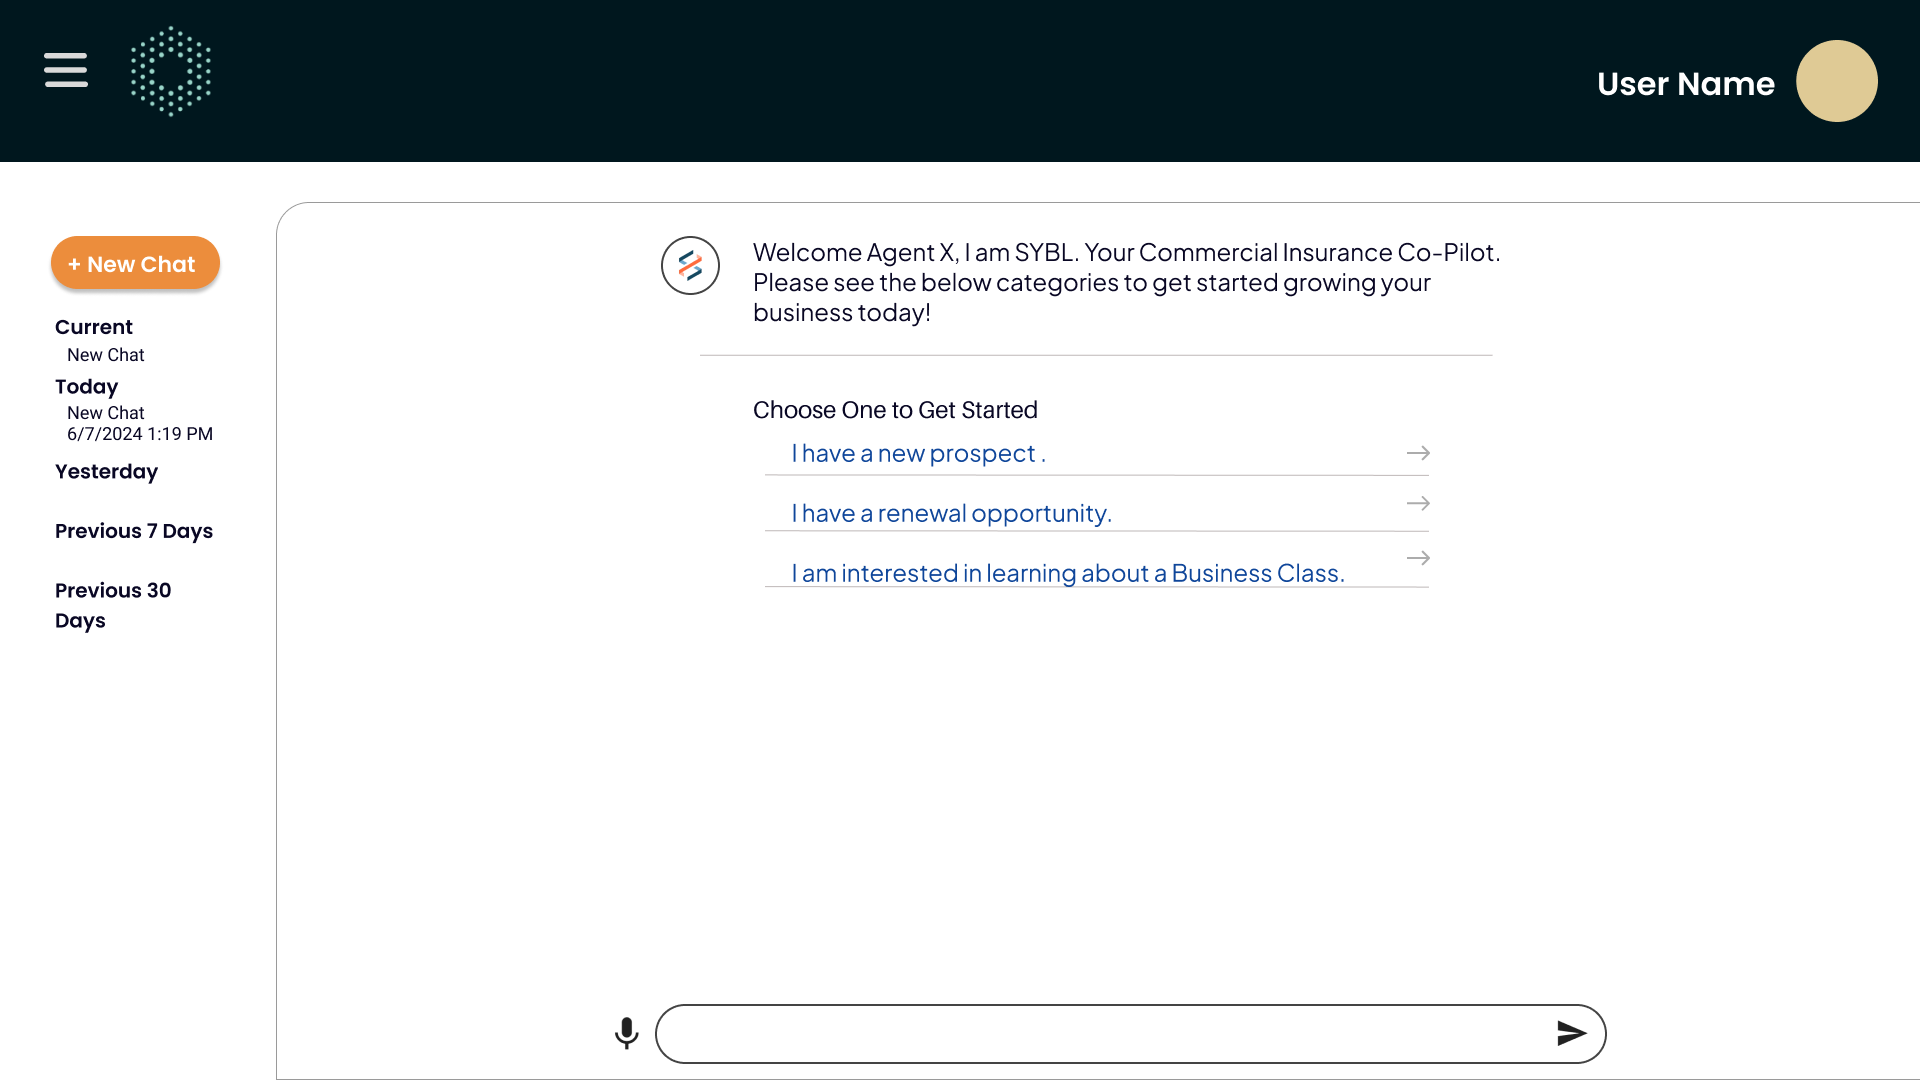 User Name
+ New Chat
Current
New Chat
Today
New Chat
6/7/2024 1:19 PM
Yesterday
Previous 7 Days
Previous 30
Days
Welcome Agent X, I am SYBL. Your Commercial Insurance Co-Pilot.
Please see the below categories to get started growing your
business today!
Choose One to Get Started
I have a new prospect .
I have a renewal opportunity.
I am interested in learning about a Business Class.